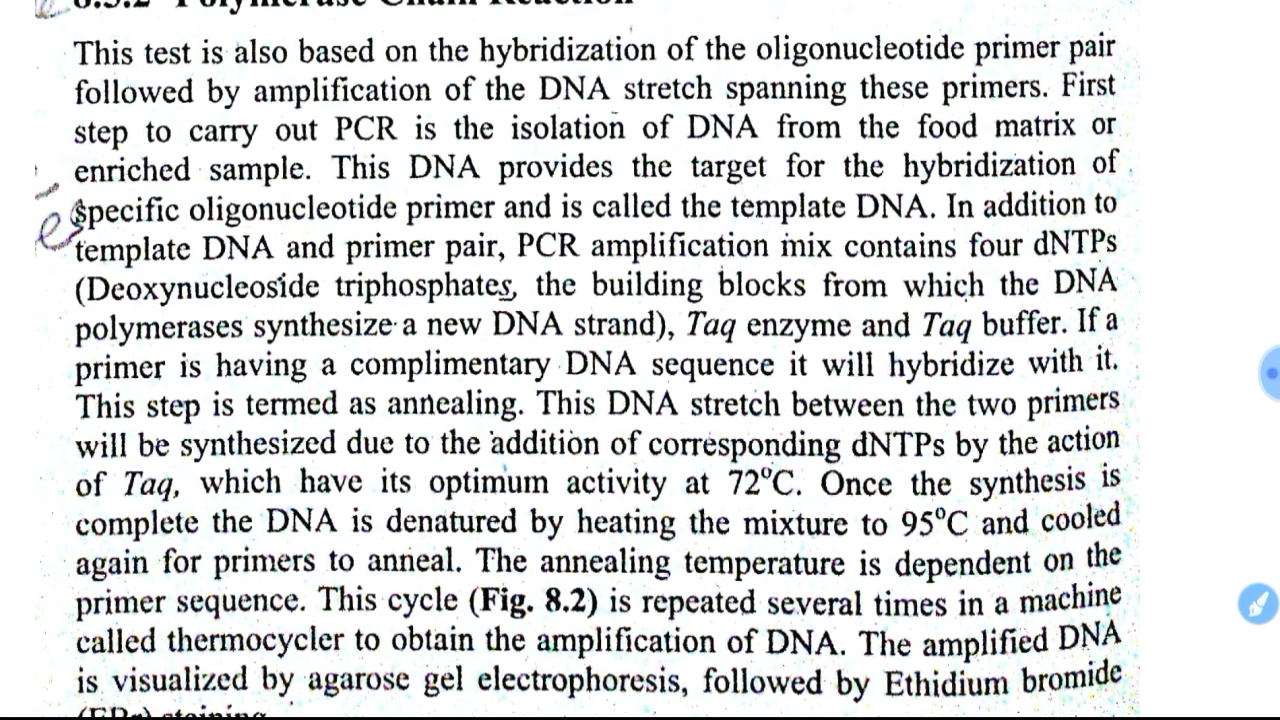 8.3.2 Polymerase Chain Reaction
This test is also based on the hybridization of the oligonucleotide primer pair
followed by amplification of the DNA stretch spanning these primers. First
step to carry out PCR is the isolation of DNA from the food matrix or
enriched sample. This DNA provides the target for the hybridization of
specific oligonucleotide primer and is called the template DNA. In addition to
template DNA and primer pair, PCR amplification mix contains four dNTPs
(Deoxynucleoside triphosphates, the building blocks from which the DNA
polymerases synthesize a new DNA strand), Taq enzyme and Taq buffer. If a
primer is having a complimentary DNA sequence it will hybridize with it.
This step is termed as annealing. This DNA stretch between the two primers
will be synthesized due to the addition of corresponding dNTPs by the action
of Taq, which have its optimum activity at 72°C. Once the synthesis is
complete the DNA is denatured by heating the mixture to 95°C and cooled
again for primers to anneal. The annealing temperature is dependent on the
primer sequence. This cycle (Fig. 8.2) is repeated several times in a machine
called thermocycler to obtain the amplification of DNA. The amplified DNA
is visualized by agarose gel electrophoresis, followed by Ethidium bromide
(EBr) staining.